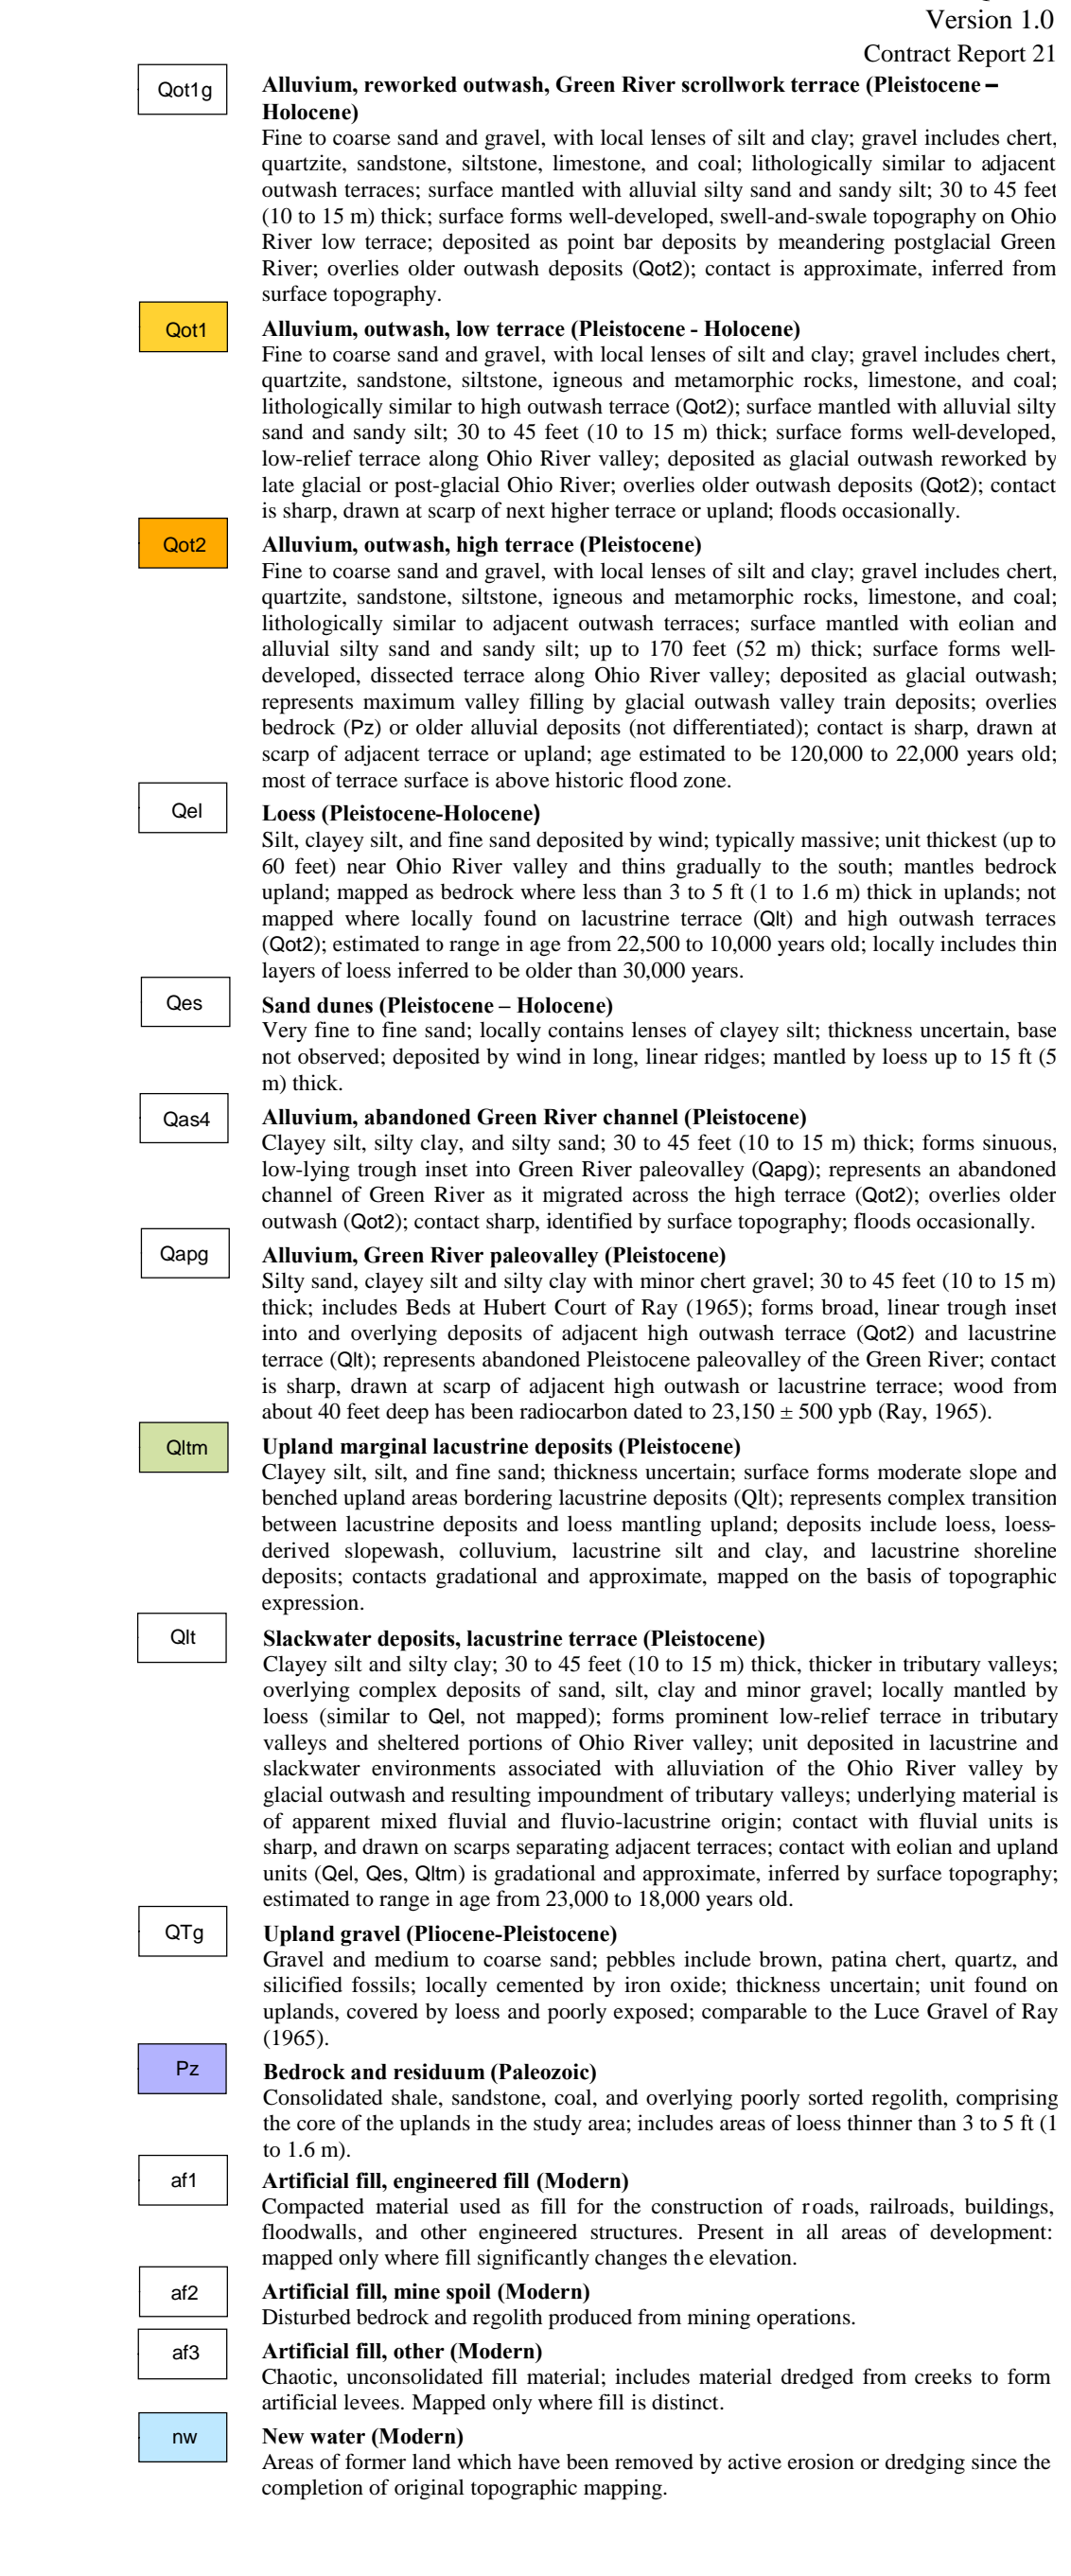 Version 1.0
Contract Report 21
Qot1g
Alluvium, reworked outwash, Green River scrollwork terrace (Pleistocene –
Holocene)
Fine to coarse sand and gravel, with local lenses of silt and clay; gravel includes chert,
quartzite, sandstone, siltstone, limestone, and coal; lithologically similar to adjacent
outwash terraces; surface mantled with alluvial silty sand and sandy silt; 30 to 45 feet
(10 to 15 m) thick; surface forms well-developed, swell-and-swale topography on Ohio
River low terrace; deposited as point bar deposits by meandering postglacial Green
River; overlies older outwash deposits (Qot2); contact is approximate, inferred from
surface topography.
Qot1
Alluvium, outwash, low terrace (Pleistocene - Holocene)
Fine to coarse sand and gravel, with local lenses of silt and clay; gravel includes chert,
quartzite, sandstone, siltstone, igneous and metamorphic rocks, limestone, and coal;
lithologically similar to high outwash terrace (Qot2); surface mantled with alluvial silty
sand and sandy silt; 30 to 45 feet (10 to 15 m) thick; surface forms well-developed,
low-relief terrace along Ohio River valley; deposited as glacial outwash reworked by
late glacial or post-glacial Ohio River; overlies older outwash deposits (Qot2); contact
is sharp, drawn at scarp of next higher terrace or upland; floods occasionally.
Qot2
Alluvium, outwash, high terrace (Pleistocene)
Fine to coarse sand and gravel, with local lenses of silt and clay; gravel includes chert,
quartzite, sandstone, siltstone, igneous and metamorphic rocks, limestone, and coal;
lithologically similar to adjacent outwash terraces; surface mantled with eolian and
alluvial silty sand and sandy silt; up to 170 feet (52 m) thick; surface forms well-
developed, dissected terrace along Ohio River valley; deposited as glacial outwash;
represents maximum valley filling by glacial outwash valley train deposits; overlies
bedrock (Pz) or older alluvial deposits (not differentiated); contact is sharp, drawn at
scarp of adjacent terrace or upland; age estimated to be 120,000 to 22,000 years old;
most of terrace surface is above historic flood zone.
Qel
Loess (Pleistocene-Holocene)
Silt, clayey silt, and fine sand deposited by wind; typically massive; unit thickest (up to
60 feet) near Ohio River valley and thins gradually to the south; mantles bedrock
upland; mapped as bedrock where less than 3 to 5 ft (1 to 1.6 m) thick in uplands; not
mapped where locally found on lacustrine terrace (Qlt) and high outwash terraces
(Qot2); estimated to range in age from 22,500 to 10,000 years old; locally includes thin
layers of loess inferred to be older than 30,000 years.
Qes
Sand dunes (Pleistocene – Holocene)
Very fine to fine sand; locally contains lenses of clayey silt; thickness uncertain, base
not observed; deposited by wind in long, linear ridges; mantled by loess up to 15 ft (5
m) thick.
Qas4
Alluvium, abandoned Green River channel (Pleistocene)
Clayey silt, silty clay, and silty sand; 30 to 45 feet (10 to 15 m) thick; forms sinuous,
low-lying trough inset into Green River paleovalley (Qapg); represents an abandoned
channel of Green River as it migrated across the high terrace (Qot2); overlies older
outwash (Qot2); contact sharp, identified by surface topography; floods occasionally.
Qapg
Alluvium, Green River paleovalley (Pleistocene)
Silty sand, clayey silt and silty clay with minor chert gravel; 30 to 45 feet (10 to 15 m)
thick; includes Beds at Hubert Court of Ray (1965); forms broad, linear trough inset
into and overlying deposits of adjacent high outwash terrace (Qot2) and lacustrine
terrace (Qlt); represents abandoned Pleistocene paleovalley of the Green River; contact
is sharp, drawn at scarp of adjacent high outwash or lacustrine terrace; wood from
about 40 feet deep has been radiocarbon dated to 23,150 ± 500 ypb (Ray, 1965).
Qltm
Upland marginal lacustrine deposits (Pleistocene)
Clayey silt, silt, and fine sand; thickness uncertain; surface forms moderate slope and
benched upland areas bordering lacustrine deposits (Qlt); represents complex transition
between lacustrine deposits and loess mantling upland; deposits include loess, loess-
derived slopewash, colluvium, lacustrine silt and clay, and lacustrine shoreline
deposits; contacts gradational and approximate, mapped on the basis of topographic
expression.
Qlt
Slackwater deposits, lacustrine terrace (Pleistocene)
Clayey silt and silty clay; 30 to 45 feet (10 to 15 m) thick, thicker in tributary valleys;
overlying complex deposits of sand, silt, clay and minor gravel; locally mantled by
loess (similar to Qel, not mapped); forms prominent low-relief terrace in tributary
valleys and sheltered portions of Ohio River valley; unit deposited in lacustrine and
slackwater environments associated with alluviation of the Ohio River valley by
glacial outwash and resulting impoundment of tributary valleys; underlying material is
of apparent mixed fluvial and fluvio-lacustrine origin; contact with fluvial units is
sharp, and drawn on scarps separating adjacent terraces; contact with eolian and upland
units (Qel, Qes, Qltm) is gradational and approximate, inferred by surface topography;
estimated to range in age from 23,000 to 18,000 years old.
QTg
Upland gravel (Pliocene-Pleistocene)
Gravel and medium to coarse sand; pebbles include brown, patina chert, quartz, and
silicified fossils; locally cemented by iron oxide; thickness uncertain; unit found on
uplands, covered by loess and poorly exposed; comparable to the Luce Gravel of Ray
(1965).
Pz
Bedrock and residuum (Paleozoic)
Consolidated shale, sandstone, coal, and overlying poorly sorted regolith, comprising
the core of the uplands in the study area; includes areas of loess thinner than 3 to 5 ft (1
to 1.6 m).
af1
Artificial fill, engineered fill (Modern)
Compacted material used as fill for the construction of roads, railroads, buildings,
floodwalls, and other engineered structures. Present in all areas of development:
mapped only where fill significantly changes the elevation.
af2
Artificial fill, mine spoil (Modern)
Disturbed bedrock and regolith produced from mining operations.
af3
Artificial fill, other (Modern)
Chaotic, unconsolidated fill material; includes material dredged from creeks to form
artificial levees. Mapped only where fill is distinct.
nw
New water (Modern)
Areas of former land which have been removed by active erosion or dredging since the
completion of original topographic mapping.